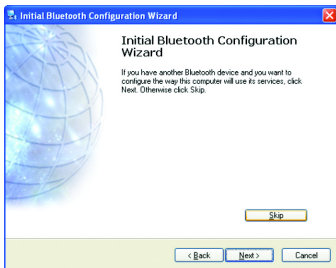 Initial Bluetooth Configuration Wizard
Initial Bluetooth Configuration
Wizard
If you have another Bluetooth device and you want to
configure the way this computer will use its services, click
Next. Otherwise click Skip.
Skip
< Back
Next >
Cancel